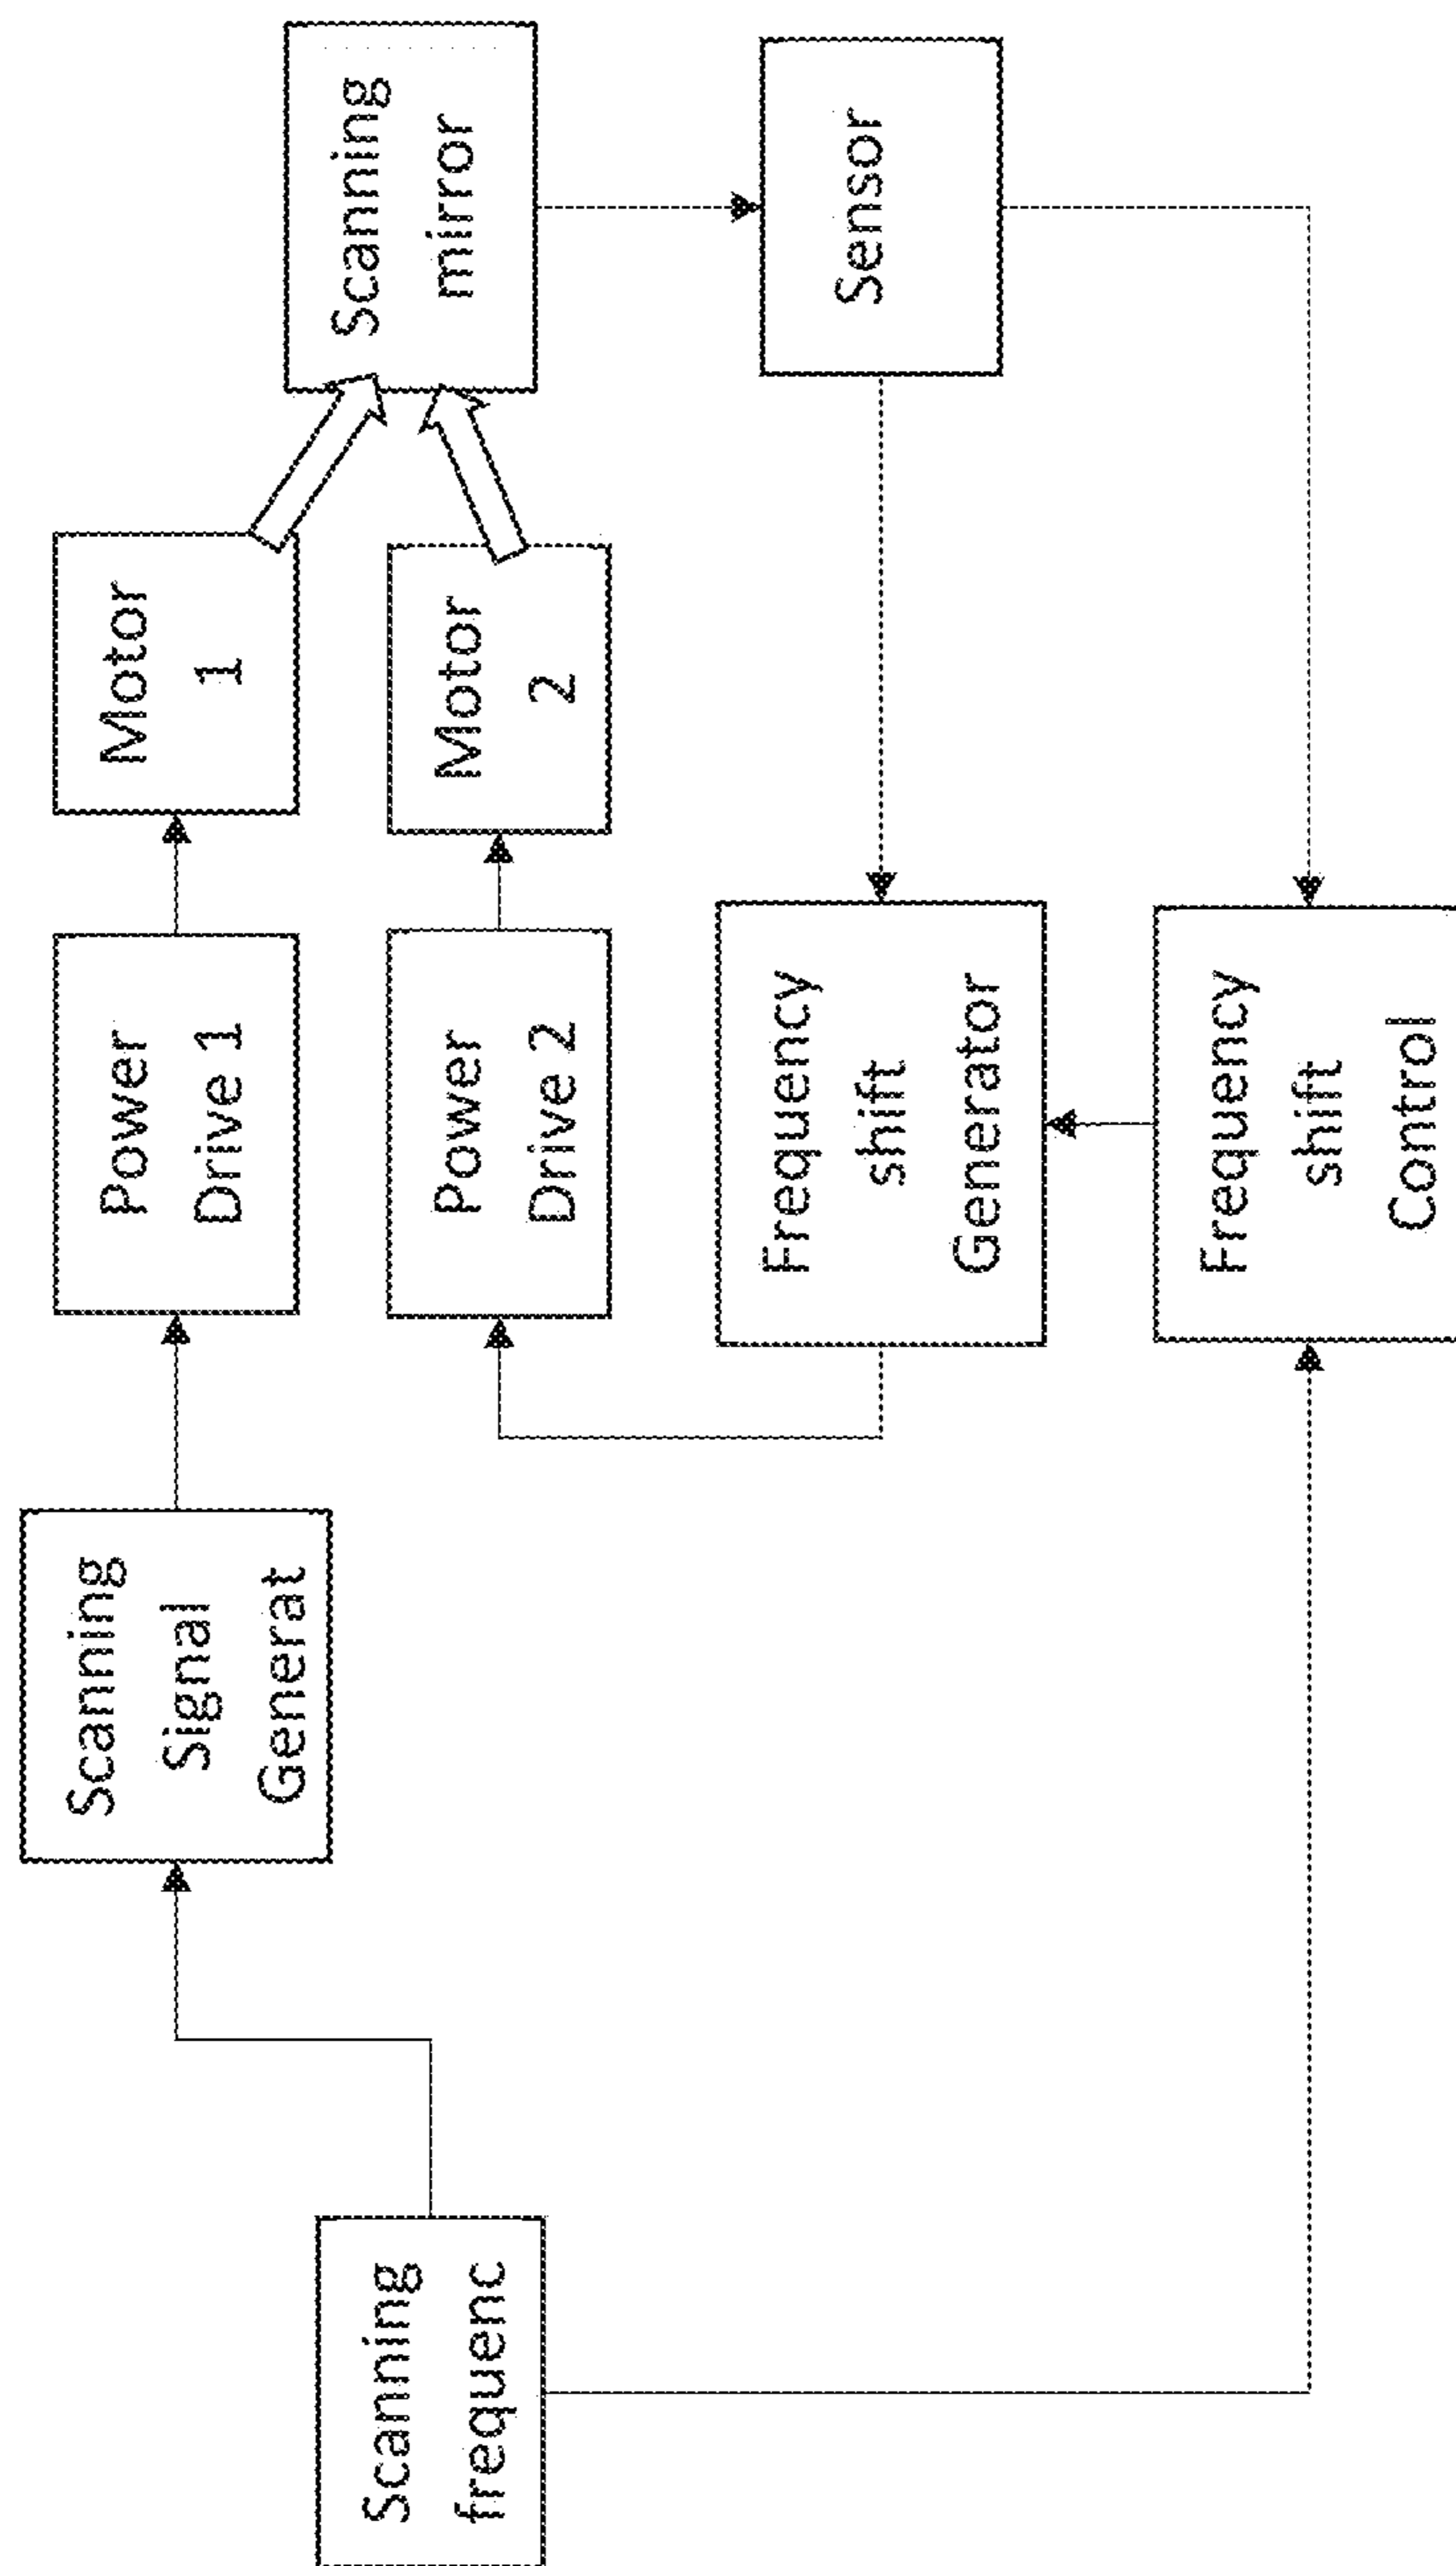 Scanning
frequenc
Scanning
Signal
Generat
Power
Drive 1
Motor
1
Power
Drive 2
Motor
2
Scanning
mirror
Sensor
Frequency
shift
Generator
Frequency
shift
Control